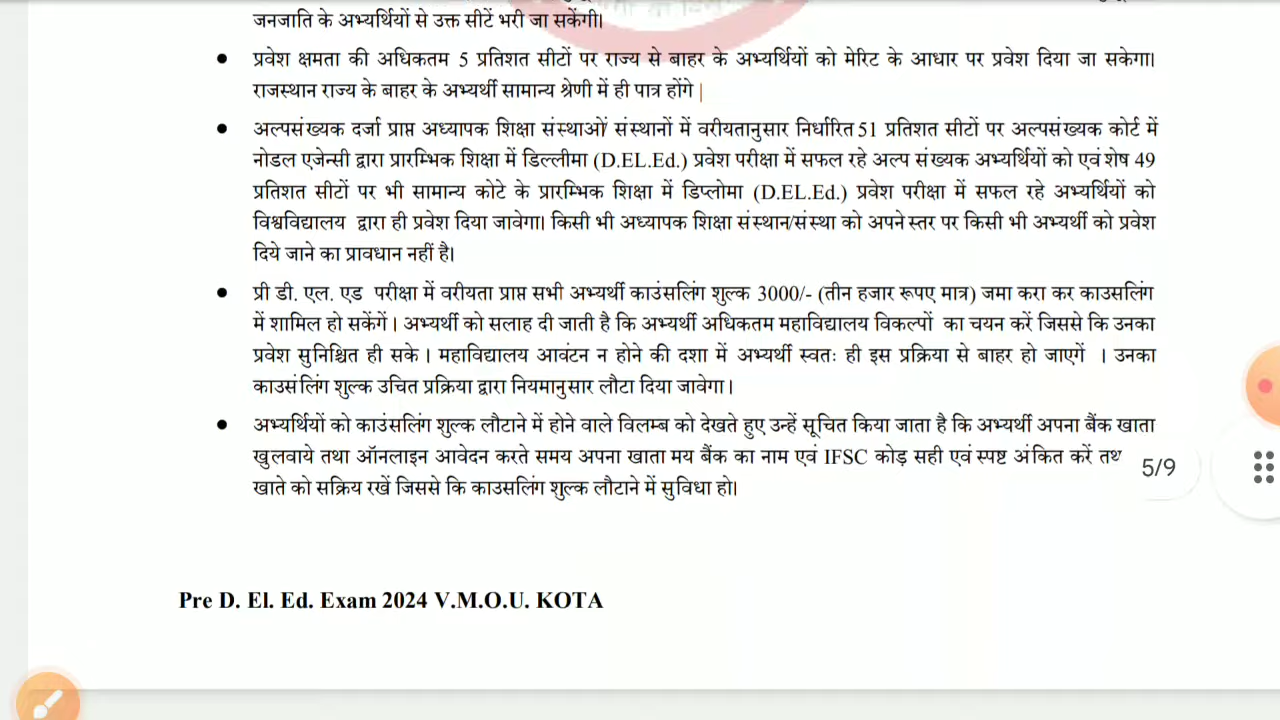 जनजाति के अभ्यर्थियों से उक्त सीटें भरी जा सकेंगी।
● प्रवेश क्षमता की अधिकतम 5 प्रतिशत सीटों पर राज्य से बाहर के अभ्यर्थियों को मेरिट के आधार पर प्रवेश दिया जा सकेगा।
राजस्थान राज्य के बाहर के अभ्यर्थी सामान्य श्रेणी में ही पात्र होंगे |
● अल्पसंख्यक दर्जा प्राप्त अध्यापक शिक्षा संस्थाओं/ संस्थानों में वरीयतानुसार निर्धारित 51 प्रतिशत सीटों पर अल्पसंख्यक कोर्ट में
नोडल एजेन्सी द्वारा प्रारम्भिक शिक्षा में डिल्लीमा (D.EL.Ed.) प्रवेश परीक्षा में सफल रहे अल्प संख्यक अभ्यर्थियों को एवं शेष 49
प्रतिशत सीटों पर भी सामान्य कोटे के प्रारम्भिक शिक्षा में डिप्लोमा (D.EL.Ed.) प्रवेश परीक्षा में सफल रहे अभ्यर्थियों को
विश्वविद्यालय द्वारा ही प्रवेश दिया जावेगा। किसी भी अध्यापक शिक्षा संस्थान/संस्था को अपने स्तर पर किसी भी अभ्यर्थी को प्रवेश
दिये जाने का प्रावधान नहीं है।
● प्री डी. एल. एड परीक्षा में वरीयता प्राप्त सभी अभ्यर्थी काउंसलिंग शुल्क 3000/- (तीन हजार रूपए मात्र) जमा करा कर काउसलिंग
में शामिल हो सकेंगें। अभ्यर्थी को सलाह दी जाती है कि अभ्यर्थी अधिकतम महाविद्यालय विकल्पों का चयन करें जिससे कि उनका
प्रवेश सुनिश्चित ही सके। महाविद्यालय आवंटन न होने की दशा में अभ्यर्थी स्वतः ही इस प्रक्रिया से बाहर हो जाएगें । उनका
काउसंलिंग शुल्क उचित प्रक्रिया द्वारा नियमानुसार लौटा दिया जावेगा।
● अभ्यर्थियों को काउंसलिंग शुल्क लौटाने में होने वाले विलम्ब को देखते हुए उन्हें सूचित किया जाता है कि अभ्यर्थी अपना बैंक खाता
खुलवाये तथा ऑनलाइन आवेदन करते समय अपना खाता मय बैंक का नाम एवं IFSC कोड़ सही एवं स्पष्ट अंकित करें
खाते को सक्रिय रखें जिससे कि काउसलिंग शुल्क लौटाने में सुविधा हो।
5/9
Pre D. El. Ed. Exam 2024 V.M.O.U. KOTA